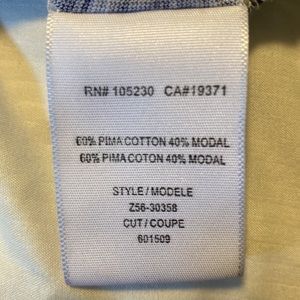 RN# 105230 CA#19371
60% PIMA COTTON 40% MODAL
60% PIMA COTON 40% MODAL
STYLE / MODELE
Z56-30358
CUT / COUPE
601509